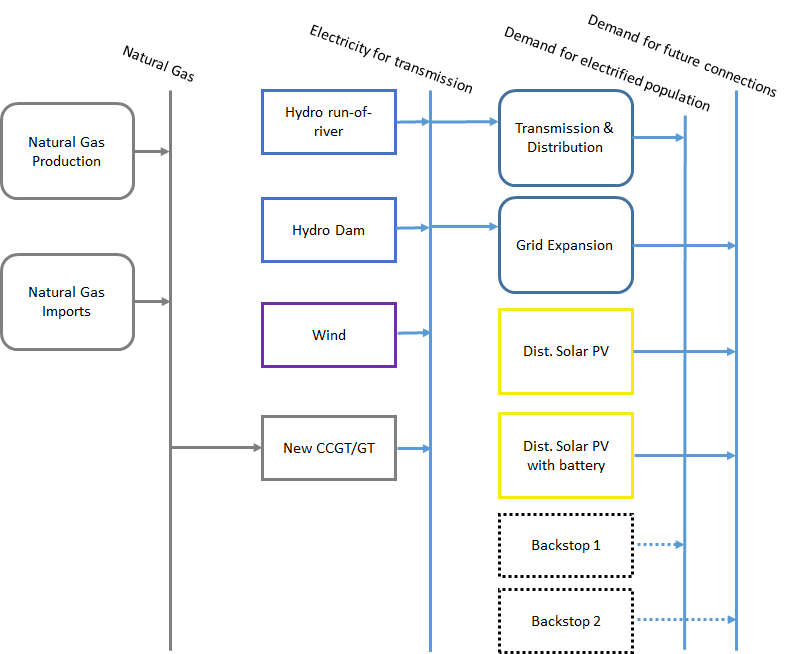 Natural Gas
Electricity for transmission
Demand for electrified population
Demand for future connections
Natural Gas
Production
Hydro run-of-
river
Transmission &
Distribution
Hydro Dam
Grid Expansion
Natural Gas
Imports
Wind
Dist. Solar PV
New CCGT/GT
Dist. Solar PV
with battery
Backstop 1
Backstop 2